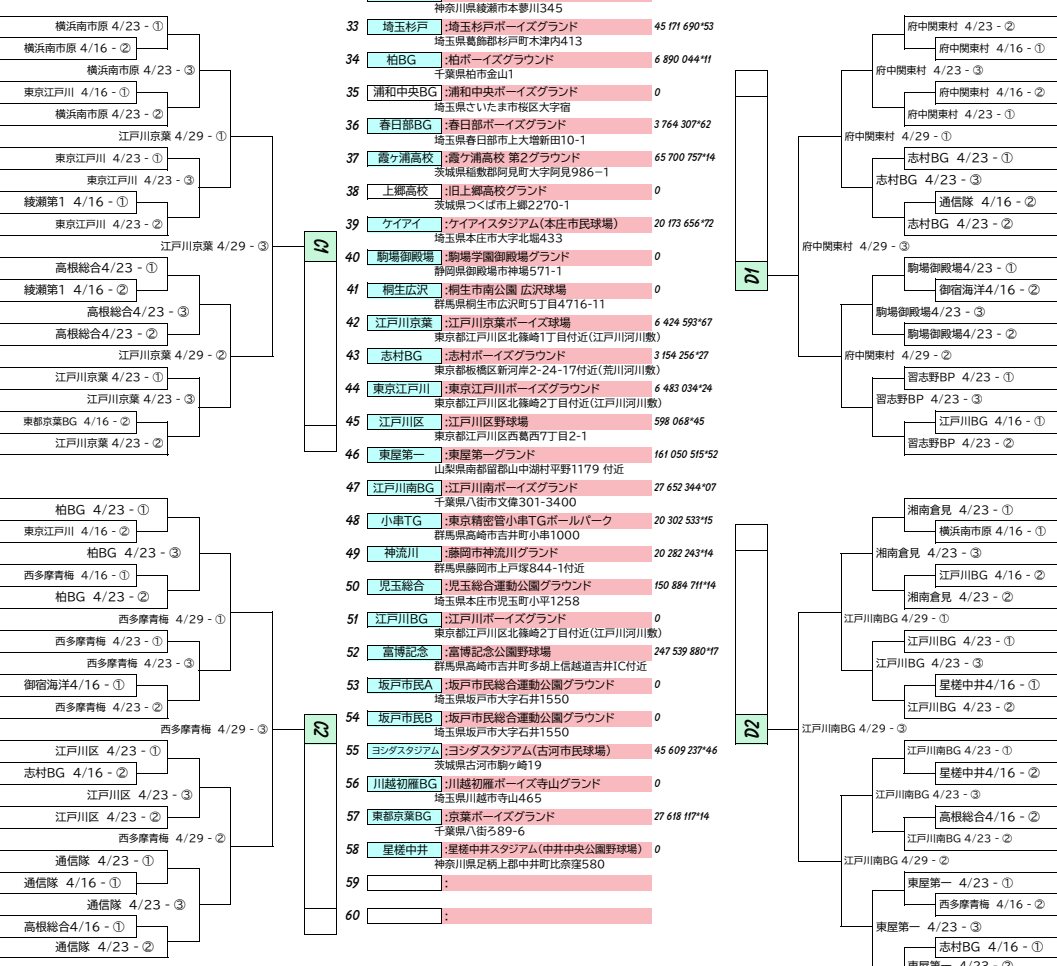 横浜南市原 4/23 - ①
横浜南市原 4/16 - ②
横浜南市原 4/23 - ③
東京江戸川 4/16 - ①
横浜南市原 4/23 - ②
江戸川京葉 4/29 - ①
東京江戸川 4/23 - ①
東京江戸川 4/23 - ③
綾瀬第1 4/16 - ①
東京江戸川 4/23 - ②
江戸川京葉 4/29 - ③
高根総合4/23 - ①
綾瀬第1 4/16 - ②
高根総合4/23 - ③
高根総合4/23 - ②
江戸川京葉 4/29 - ②
江戸川京葉 4/23 - ①
江戸川京葉 4/23 - ③
東都京葉BG 4/16 - ②
江戸川京葉 4/23 - ②
C1
柏BG 4/23 - ①
東京江戸川 4/16 - ②
柏BG 4/23 - ③
西多摩青梅 4/16 - ①
柏BG 4/23 - ②
西多摩青梅 4/29 - ①
西多摩青梅 4/23 - ①
西多摩青梅 4/23 - ③
御宿海洋4/16 - ①
西多摩青梅 4/23 - ②
西多摩青梅 4/29 - ③
江戸川区 4/23 - ①
志村BG 4/16 - ②
江戸川区 4/23 - ③
江戸川区 4/23 - ②
西多摩青梅 4/29 - ②
通信隊 4/23 - ①
通信隊 4/16 - ①
通信隊 4/23 - ③
高根総合4/16 - ①
通信隊 4/23 - ②
C2
神奈川県綾瀬市本蓼川345
33 埼玉杉戸 :埼玉杉戸ボーイズグランド 45 171 690*53
埼玉県葛飾郡杉戸町木津内413
34 柏BG :柏ボーイズグラウンド 6 890 044*11
千葉県柏市金山1
35 浦和中央BG :浦和中央ボーイズグランド 0
埼玉県さいたま市桜区大字宿
36 春日部BG :春日部ボーイズグランド 3 764 307*62
埼玉県春日部市上大増新田10-1
37 霞ヶ浦高校 :霞ケ浦高校 第2グラウンド 65 700 757*14
茨城県稲敷郡阿見町大字阿見986−1
38 上郷高校 :旧上郷高校グランド 0
茨城県つくば市上郷2270-1
39 ケイアイ :ケイアイスタジアム(本庄市民球場) 20 173 656*72
埼玉県本庄市大字北堀433
40 駒場御殿場 :駒場学園御殿場グランド 0
静岡県御殿場市神場571-1
41 桐生広沢 :桐生市南公園 広沢球場 0
群馬県桐生市広沢町5丁目4716-11
42 江戸川京葉 :江戸川京葉ボーイズ球場 6 424 593*67
東京都江戸川区北篠崎1丁目付近(江戸川河川敷)
43 志村BG :志村ボーイズグラウンド 3 154 256*27
東京都板橋区新河岸2-24-17付近(荒川河川敷)
44 東京江戸川 :東京江戸川ボーイズグラウンド 6 483 034*24
東京都江戸川区北篠崎2丁目付近(江戸川河川敷)
45 江戸川区 :江戸川区野球場 598 068*45
東京都江戸川区西葛西7丁目2-1
46 東屋第一 :東屋第一グランド 161 050 515*52
山梨県南都留郡山中湖村平野1179 付近
47 江戸川南BG :江戸川南ボーイズグランド 27 652 344*07
千葉県八街市文偉301-3400
48 小串TG :東京精密管小串TGボールパーク 20 302 533*15
群馬県高崎市吉井町小串1000
49 神流川 :藤岡市神流川グランド 20 282 243*14
群馬県藤岡市上戸塚844-1付近
50 児玉総合 :児玉総合運動公園グラウンド 150 884 711*14
埼玉県本庄市児玉町小平1258
51 江戸川BG :江戸川ボーイズグランド 0
東京都江戸川区北篠崎2丁目付近(江戸川河川敷)
52 富博記念 :富博記念公園野球場 247 539 880*17
群馬県高崎市吉井町多胡上信越道吉井IC付近
53 坂戸市民A :坂戸市民総合運動公園グラウンド 0
埼玉県坂戸市大字石井1550
54 坂戸市民B :坂戸市民総合運動公園グラウンド 0
埼玉県坂戸市大字石井1550
55 ヨシダスタジアム :ヨシダスタジアム(古河市民球場) 45 609 237*46
茨城県古河市駒ヶ崎19
56 川越初雁BG :川越初雁ボーイズ寺山グランド 0
埼玉県川越市寺山465
57 東都京葉BG :京葉ボーイズグランド 27 618 117*14
千葉県八街ろ89-6
58 星槎中井 :星槎中井スタジアム(中井中央公園野球場) 0
神奈川県足柄上郡中井町比奈窪580
59 :
60 :
府中関東村 4/23 - ②
府中関東村 4/16 - ①
府中関東村 4/23 - ③
府中関東村 4/16 - ②
府中関東村 4/23 - ①
府中関東村 4/29 - ①
志村BG 4/23 - ①
志村BG 4/23 - ③
通信隊 4/16 - ②
志村BG 4/23 - ②
府中関東村 4/29 - ③
D1
駒場御殿場4/23 - ①
御宿海洋4/16 - ②
駒場御殿場4/23 - ③
駒場御殿場4/23 - ②
府中関東村 4/29 - ②
習志野BP 4/23 - ①
習志野BP 4/23 - ③
江戸川BG 4/16 - ①
習志野BP 4/23 - ②
湘南倉見 4/23 - ①
横浜南市原 4/16 - ①
湘南倉見 4/23 - ③
江戸川BG 4/16 - ②
湘南倉見 4/23 - ②
江戸川南BG 4/29 - ①
江戸川BG 4/23 - ①
江戸川BG 4/23 - ③
星槎中井4/16 - ①
江戸川BG 4/23 - ②
D2
江戸川南BG 4/29 - ③
江戸川南BG 4/23 - ①
星槎中井4/16 - ②
江戸川南BG 4/23 - ③
高根総合4/16 - ②
江戸川南BG 4/23 - ②
江戸川南BG 4/29 - ②
東屋第一 4/23 - ①
西多摩青梅 4/16 - ②
東屋第一 4/23 - ③
志村BG 4/16 - ①
東屋第一 4/23 - ②